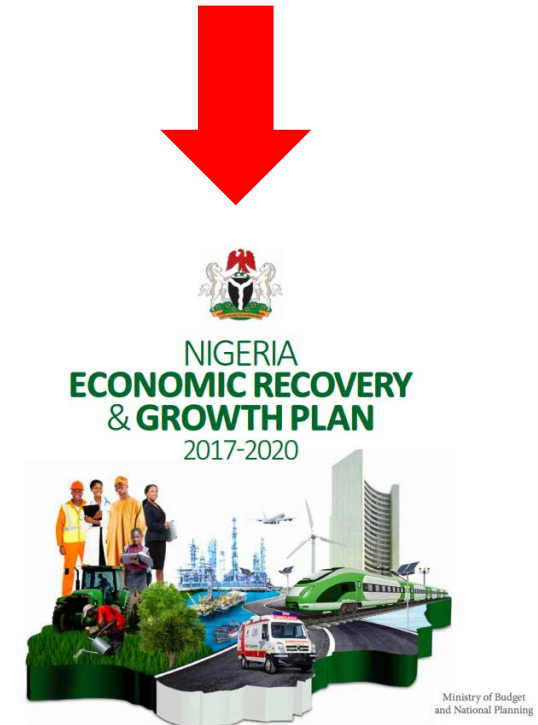 NIGERIA
ECONOMIC RECOVERY
& GROWTH PLAN
2017-2020
Ministry of Budget
and National Planning